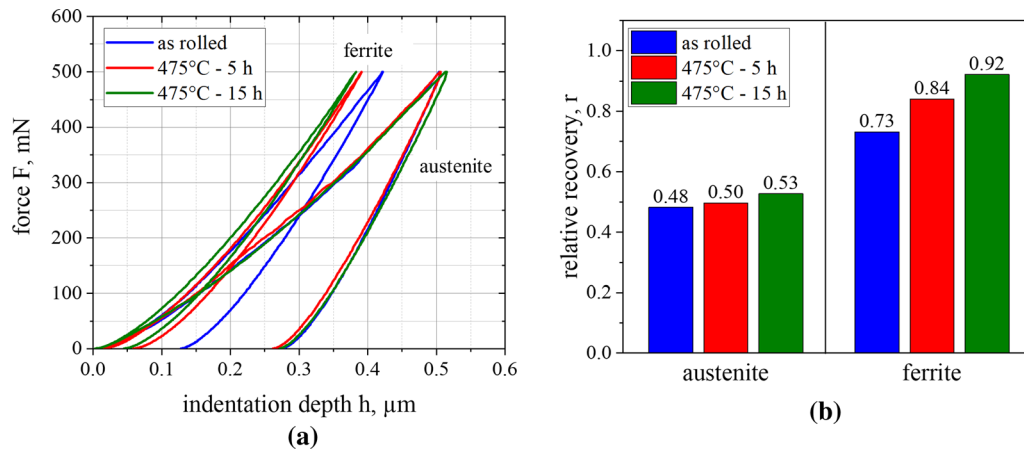 600
500
400
300
200
100
0
force F, mN
as rolled
475°C - 5 h
475°C - 15 h
ferrite
austenite
0.0 0.1 0.2 0.3 0.4 0.5 0.6
indentation depth h, µm
(a)
1.0
0.8
0.6
0.4
0.2
0.0
relative recovery, r
as rolled
475°C - 5 h
475°C - 15 h
0.48 0.50 0.53
0.73 0.84 0.92
austenite ferrite
(b)